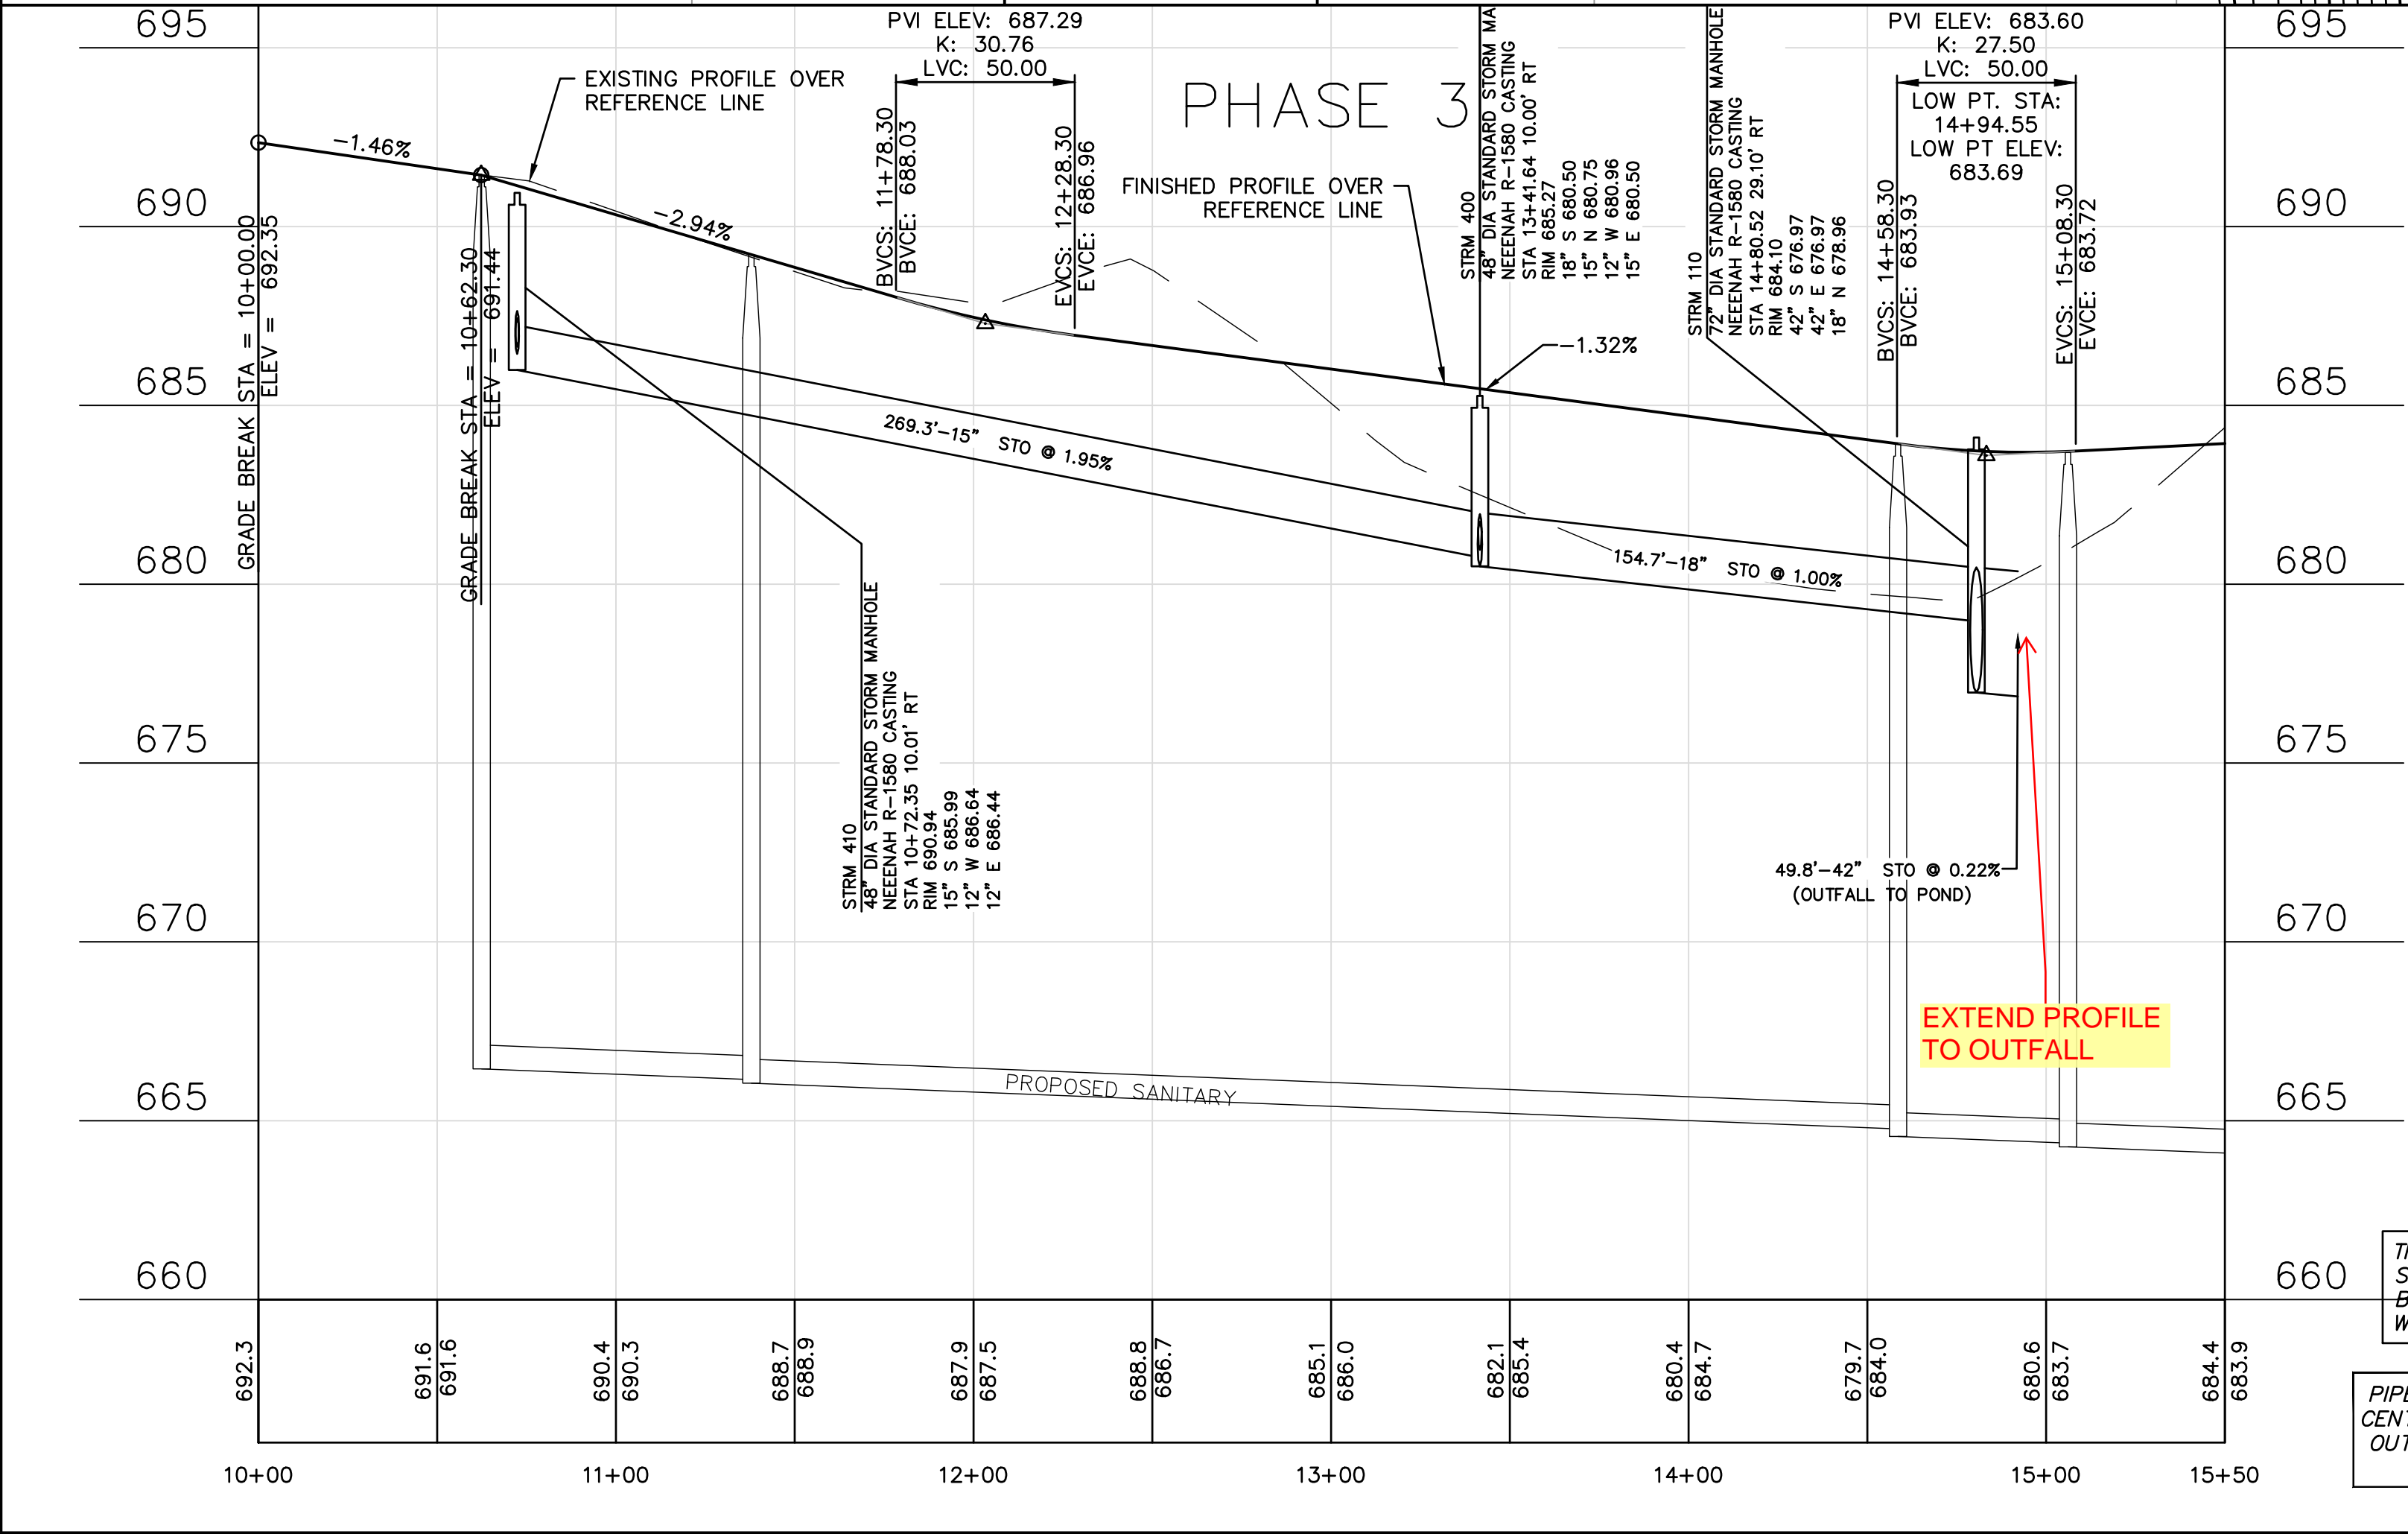 695
690
685
680
675
670
665
660
695
690
685
680
675
670
665
660
PVI ELEV: 687.29
K: 30.76
LVC: 50.00
PVI ELEV: 683.60
K: 27.50
LVC: 50.00
LOW PT. STA:
14+94.55
LOW PT ELEV:
683.69
PHASE 3
EXISTING PROFILE OVER
REFERENCE LINE
FINISHED PROFILE OVER
REFERENCE LINE
-1.46%
-2.94%
-1.32%
GRADE BREAK STA = 10+00.00
ELEV = 692.35
GRADE BREAK STA = 10+62.30
ELEV = 691.44
BVCS: 11+78.30
BVCE: 688.03
EVCS: 12+28.30
EVCE: 686.96
STRM 400
48" DIA STANDARD STORM MA
NEENAH R-1580 CASTING
STA 13+41.64 10.00' RT
RIM 685.27
18" S 680.50
15" N 680.75
12" W 680.96
15" E 680.50
STRM 110
72" DIA STANDARD STORM MANHOLE
NEENAH R-1580 CASTING
STA 14+80.52 29.10' RT
RIM 684.10
42" S 676.97
42" E 676.97
18" N 678.96
BVCS: 14+58.30
BVCE: 683.93
EVCS: 15+08.30
EVCE: 683.72
269.3'-15" STO @ 1.95%
154.7'-18" STO @ 1.00%
STRM 410
48" DIA STANDARD STORM MANHOLE
NEENAH R-1580 CASTING
STA 10+72.35 10.01' RT
RIM 690.94
15" S 685.99
12" W 686.64
12" E 686.44
49.8'-42" STO @ 0.22%
(OUTFALL TO POND)
EXTEND PROFILE
TO OUTFALL
PROPOSED SANITARY
692.3
691.6
691.6
690.4
690.3
688.7
688.9
687.9
687.5
688.8
686.7
685.1
686.0
682.1
685.4
680.4
684.7
679.7
684.0
680.6
683.7
684.4
683.9
10+00
11+00
12+00
13+00
14+00
15+00
15+50
PIPE
CENT
OUT